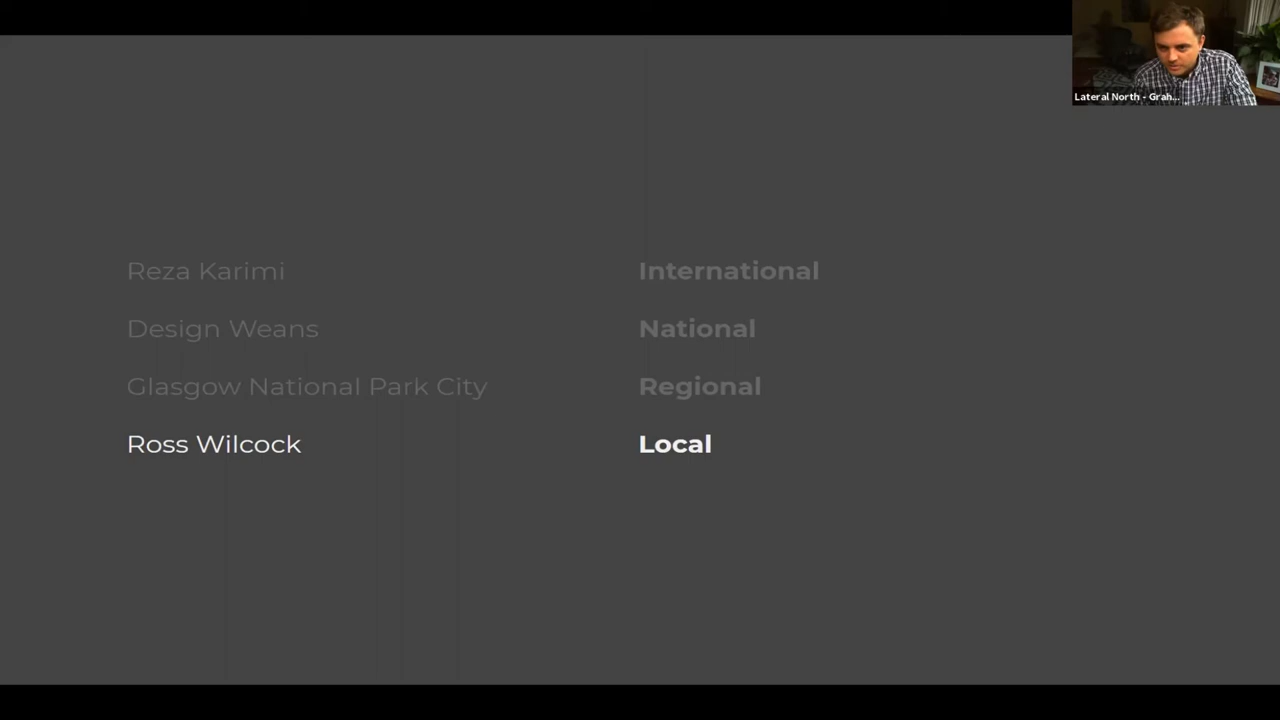 Lateral North - Grah...
Reza Karimi International
Design Weans National
Glasgow National Park City Regional
Ross Wilcock Local